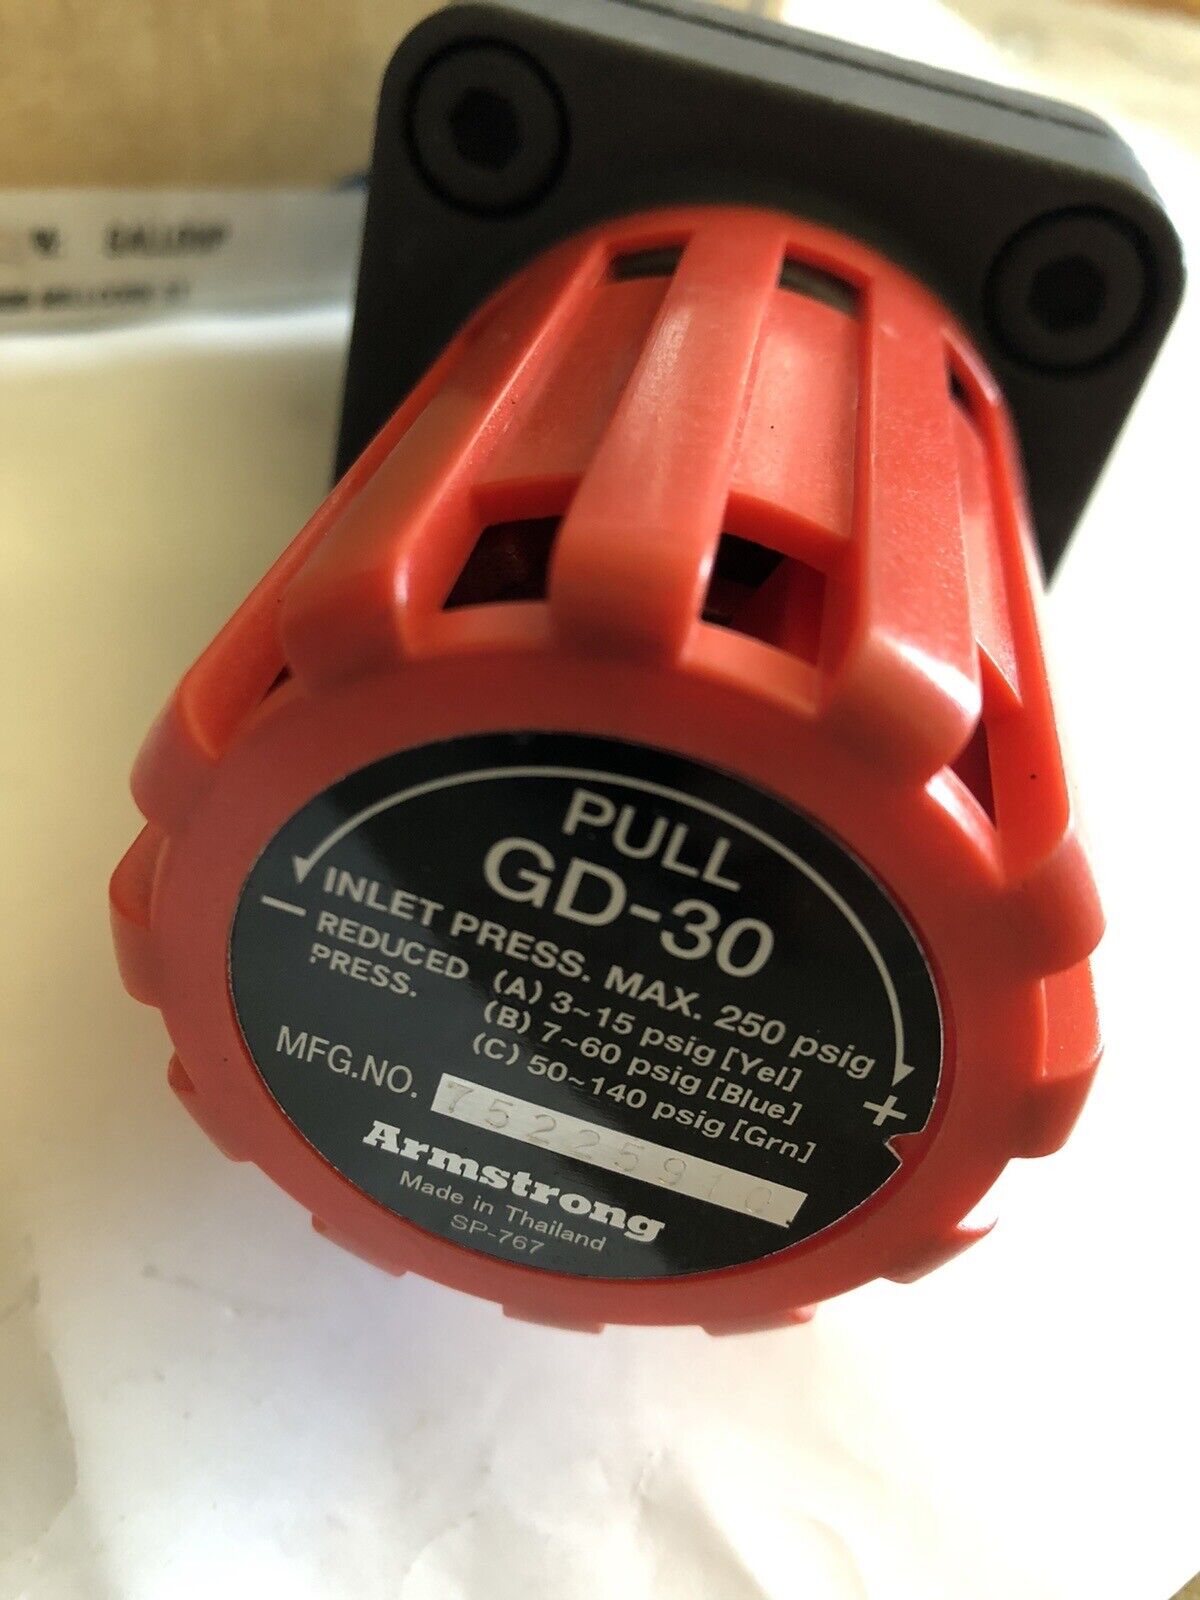 PULL
GD-30
INLET PRESS. MAX. 250 psig
− REDUCED PRESS. (A) 3~15 psig [Yel] +
(B) 7~60 psig [Blue]
(C) 50~140 psig [Grn]
MFG.NO. 75225910
Armstrong
Made in Thailand
SP-767